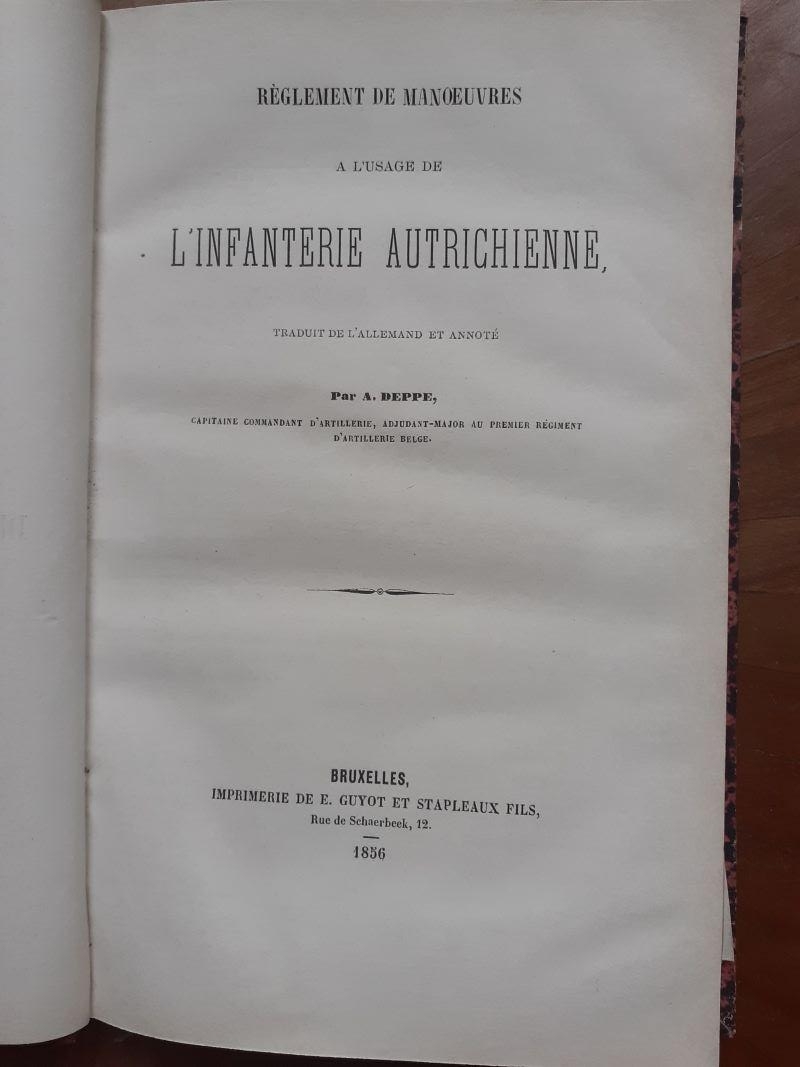 RÈGLEMENT DE MANŒUVRES
A L'USAGE DE
L'INFANTERIE AUTRICHIENNE,
TRADUIT DE L'ALLEMAND ET ANNOTÉ
Par A. DEPPE,
CAPITAINE COMMANDANT D'ARTILLERIE, ADJUDANT-MAJOR AU PREMIER RÉGIMENT
D'ARTILLERIE BELGE.
BRUXELLES,
IMPRIMERIE DE E. GUYOT ET STAPLEAUX FILS,
Rue de Schaerbeek, 12.
1856